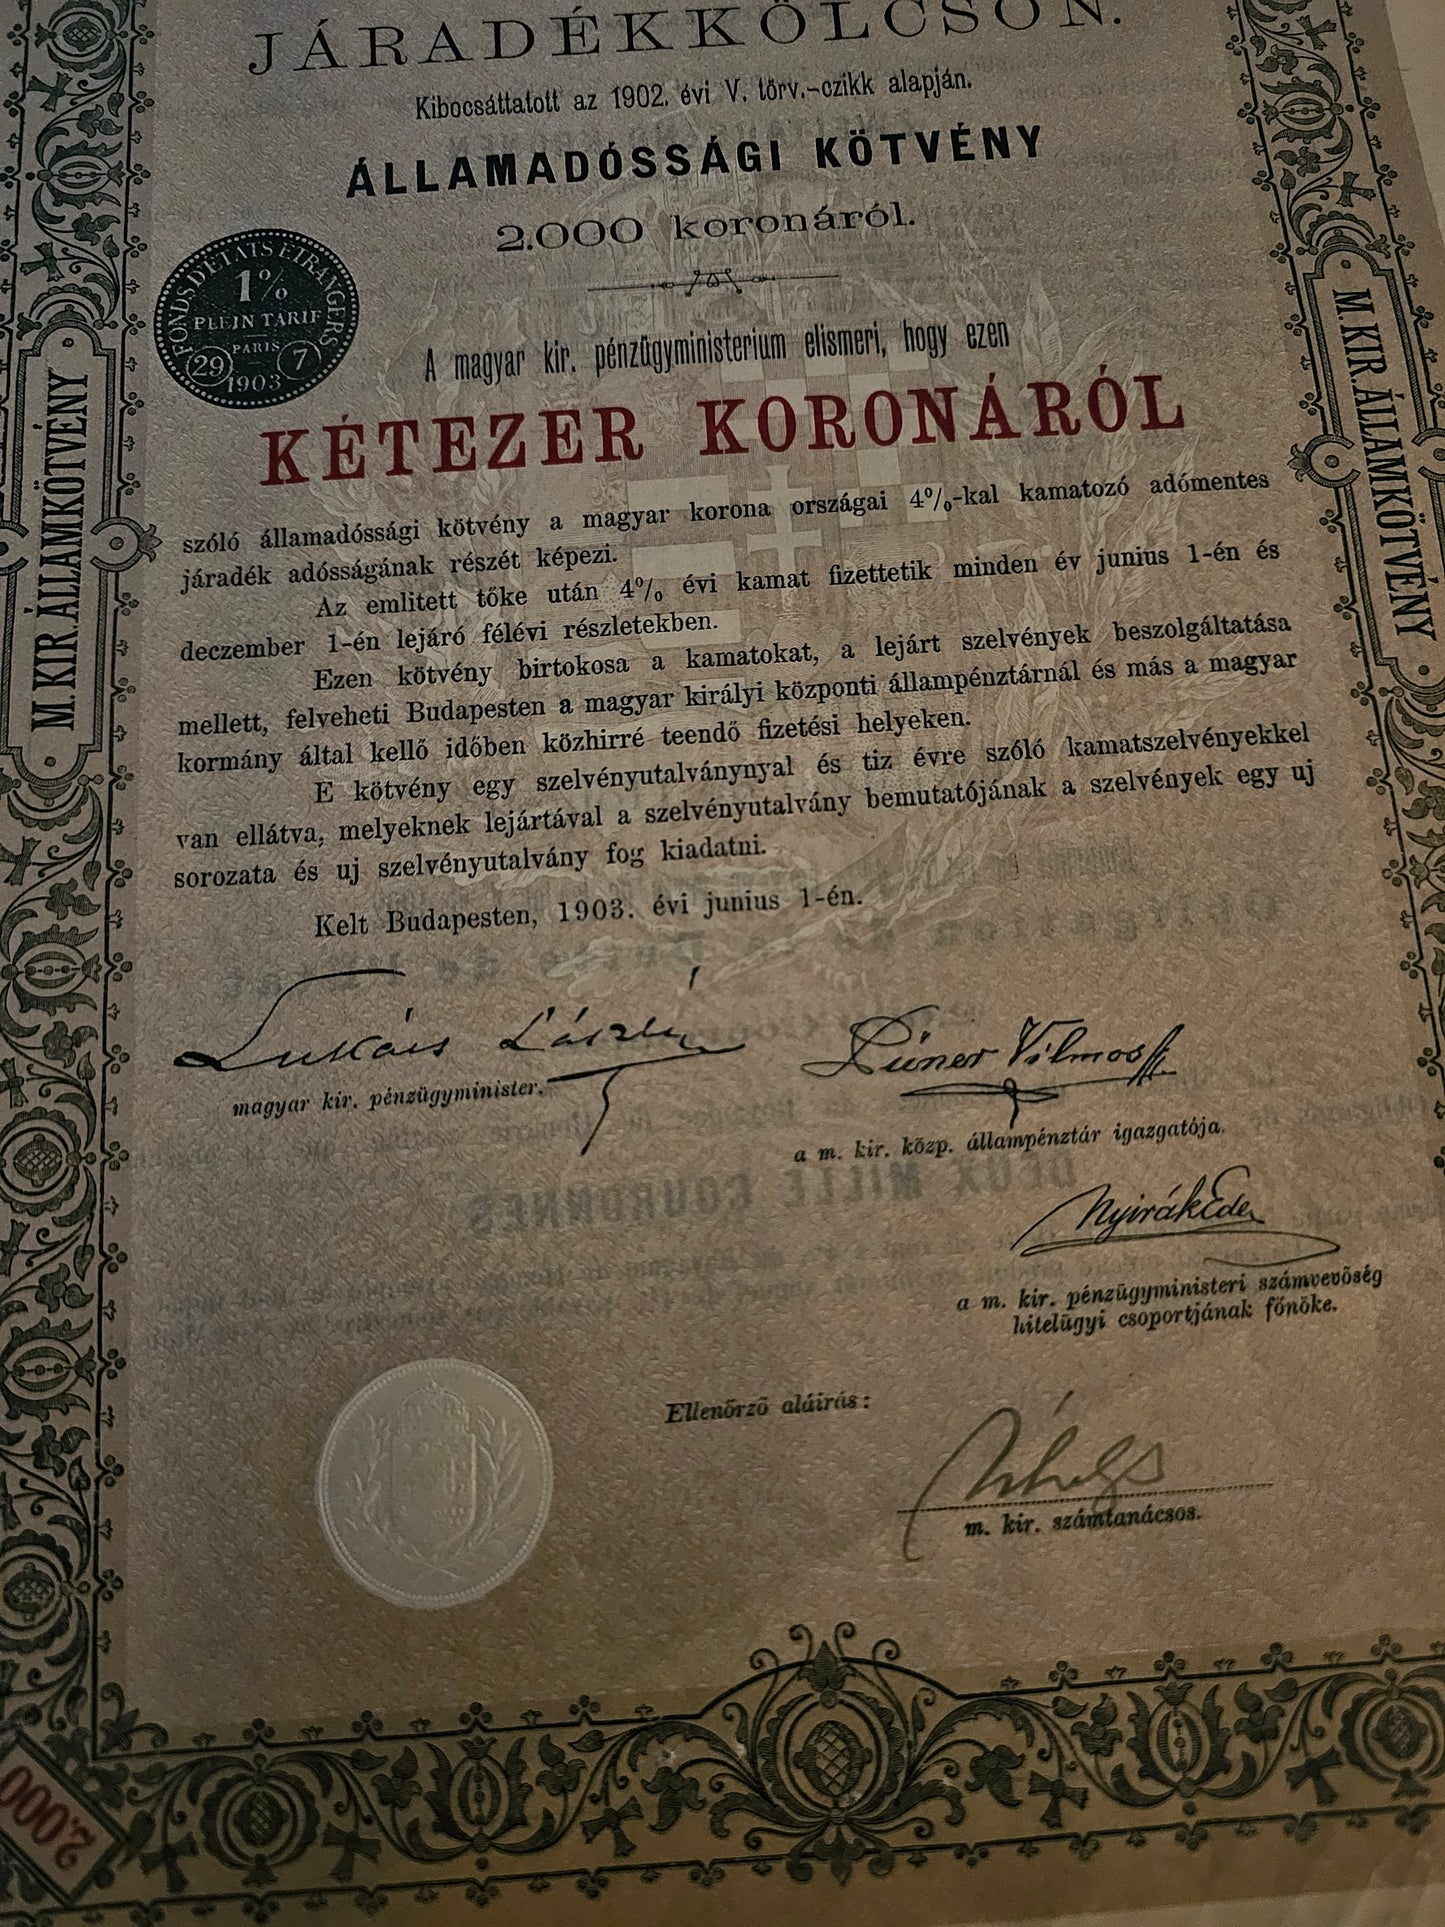 JÁRADÉKKÖLCSÖN.
Kibocsáttatott az 1902. évi V. törv.-czikk alapján.
ÁLLAMADÓSSÁGI KÖTVÉNY
2.000 koronáról.
FONDS D'ETATS ETRANGERS
1%
PLEIN TARIF
PARIS
29 7
1903
A magyar kir. pénzügyministerium elismeri, hogy ezen
KÉTEZER KORONÁRÓL
szóló államadóssági kötvény a magyar korona országai 4%-kal kamatozó adómentes
járadék adósságának részét képezi.
Az emlitett tőke után 4% évi kamat fizettetik minden év junius 1-én és
deczember 1-én lejáró félévi részletekben.
Ezen kötvény birtokosa a kamatokat, a lejárt szelvények beszolgáltatása
mellett, felveheti Budapesten a magyar királyi központi állampénztárnál és más a magyar
kormány által kellő időben közhirré teendő fizetési helyeken.
E kötvény egy szelvényutalványnyal és tiz évre szóló kamatszelvényekkel
van ellátva, melyeknek lejártával a szelvényutalvány bemutatójának a szelvények egy uj
sorozata és uj szelvényutalvány fog kiadatni.
Kelt Budapesten, 1903. évi junius 1-én.
Lukács László
magyar kir. pénzügyminister.
Vilmos
a m. kir. közp. állampénztár igazgatója.
Nyirák Ede
a m. kir. pénzügyministeri számvevőség
hitelügyi csoportjának főnöke.
Ellenőrző aláírás:
m. kir. számtanácsos.
M. KIR. ÁLLAMKÖTVÉNY
M. KIR. ÁLLAMKÖTVÉNY
2.000
DEUX MILLE COURONNES